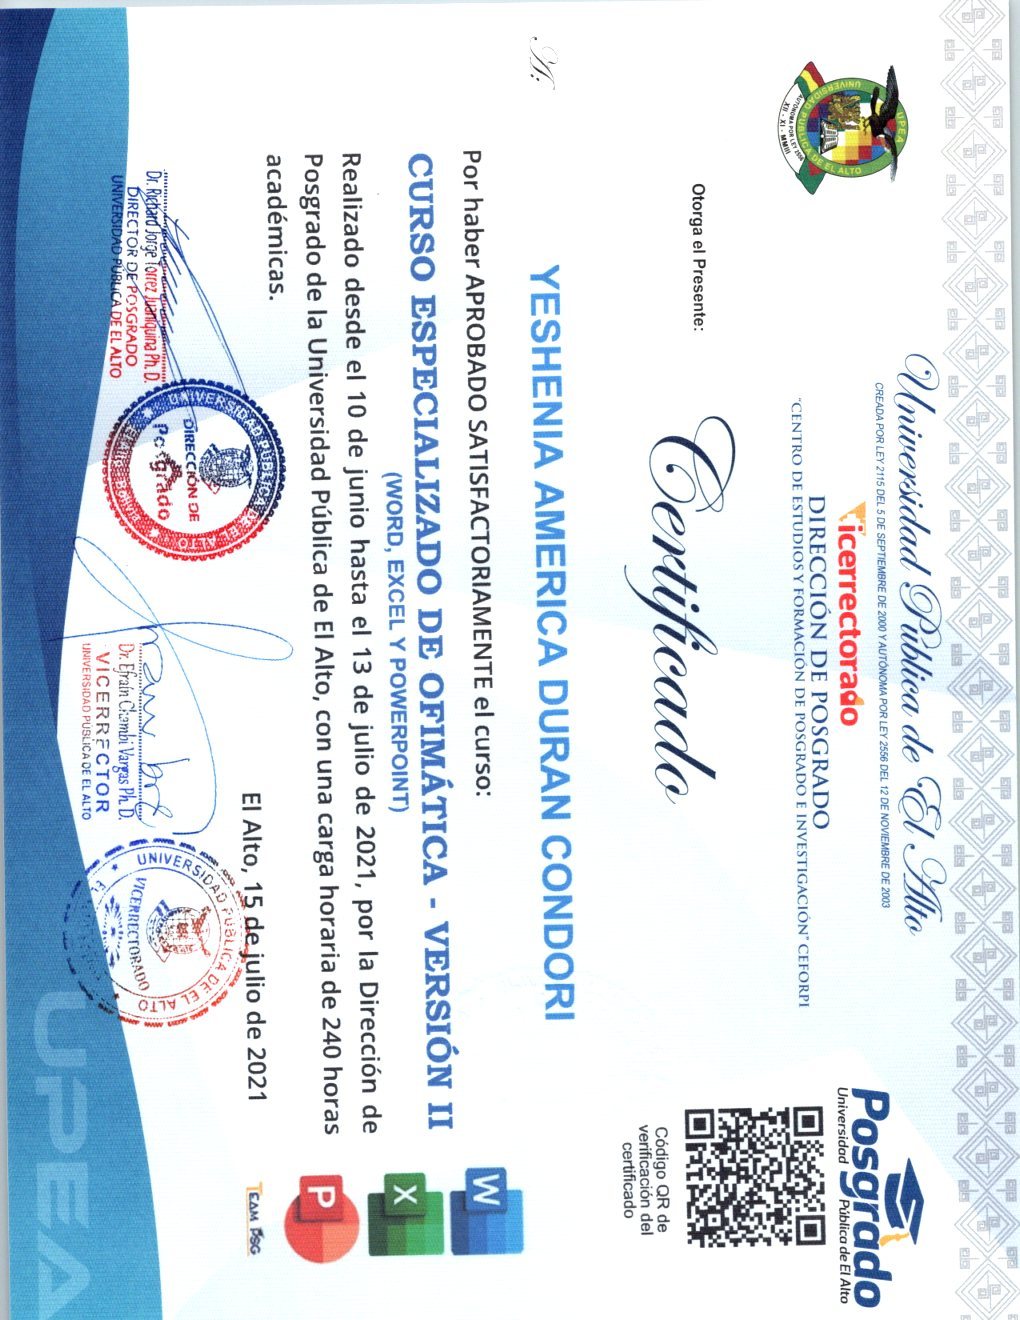 Universidad Pública de El Alto
CREADA POR LEY 2115 DEL 5 DE SEPTIEMBRE DE 2000 Y AUTÓNOMA POR LEY 2556 DEL 12 DE NOVIEMBRE DE 2003
Vicerrectorado
DIRECCIÓN DE POSGRADO
"CENTRO DE ESTUDIOS Y FORMACIÓN DE POSGRADO E INVESTIGACIÓN" CEFORPI
UPEA
UNIVERSIDAD PÚBLICA DE EL ALTO
AUTÓNOMA POR LEY 2556
XII - XI - MMIII
Posgrado
Universidad Pública de El Alto
Otorga el Presente:
Certificado
Código QR de
verificación del
certificado
A:
YESHENIA AMERICA DURAN CONDORI
Por haber APROBADO SATISFACTORIAMENTE el curso:
CURSO ESPECIALIZADO DE OFIMÁTICA - VERSIÓN II
(WORD, EXCEL Y POWERPOINT)
Realizado desde el 10 de junio hasta el 13 de julio de 2021, por la Dirección de
Posgrado de la Universidad Pública de El Alto, con una carga horaria de 240 horas
académicas.
W
X
P
El Alto, 15 de julio de 2021
TEAM PSG
Dr. Richard Jorge Torrez Juaniquina Ph. D.
DIRECTOR DE POSGRADO
UNIVERSIDAD PÚBLICA DE EL ALTO
DIRECCIÓN DE
Posgrado
Dr. Efraín Chambi Vargas Ph. D.
VICERRECTOR
UNIVERSIDAD PÚBLICA DE EL ALTO
UNIVERSIDAD PÚBLICA DE EL ALTO
VICERRECTORADO
UPEA